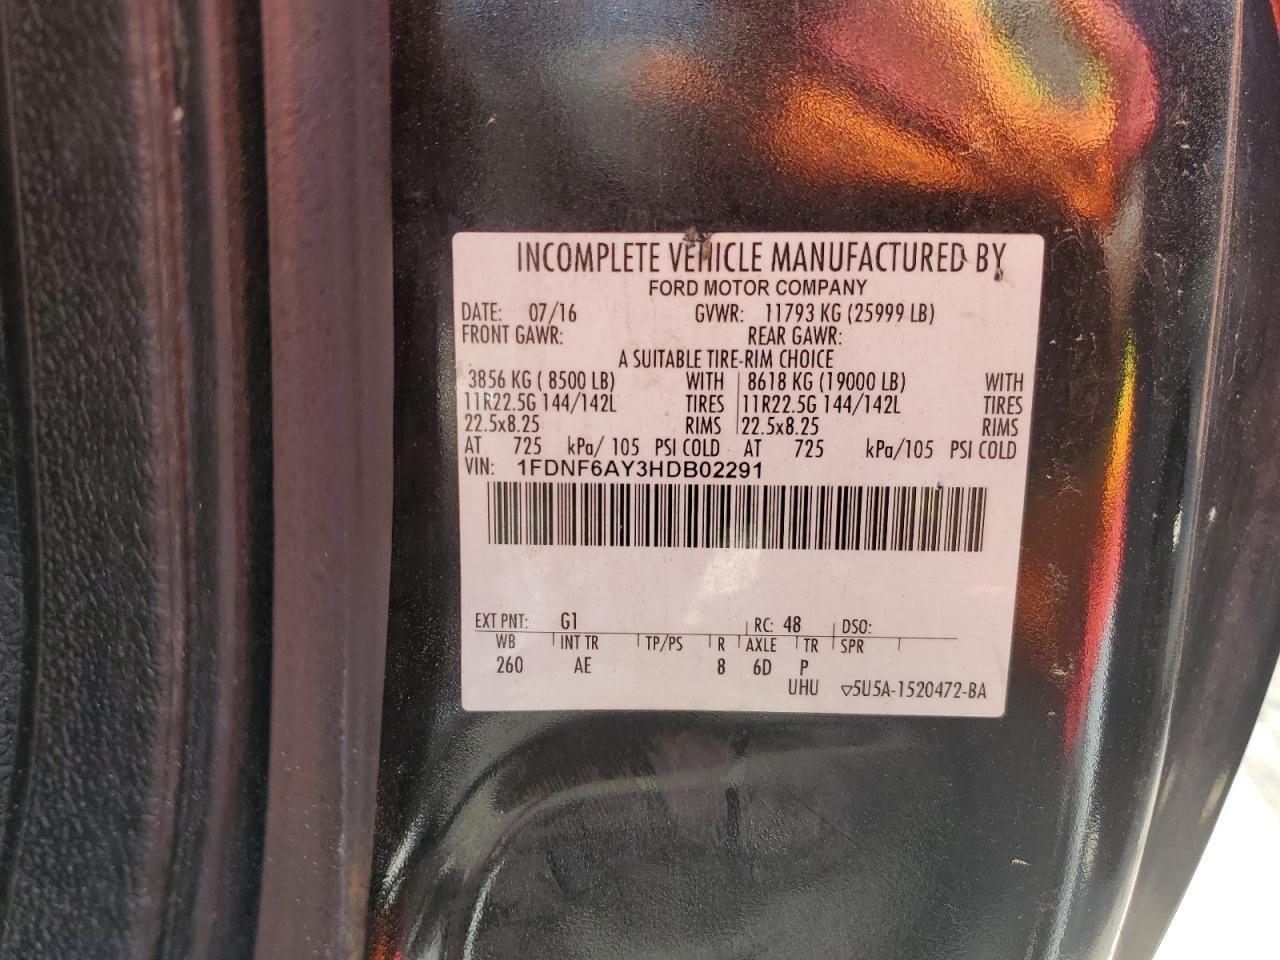 INCOMPLETE VEHICLE MANUFACTURED BY
FORD MOTOR COMPANY
DATE: 07/16 GVWR: 11793 KG (25999 LB)
FRONT GAWR: REAR GAWR:
A SUITABLE TIRE-RIM CHOICE
3856 KG ( 8500 LB) WITH 8618 KG (19000 LB) WITH
11R22.5G 144/142L TIRES 11R22.5G 144/142L TIRES
22.5x8.25 RIMS 22.5x8.25 RIMS
AT 725 kPa/ 105 PSI COLD AT 725 kPa/ 105 PSI COLD
VIN: 1FDNF6AY3HDB02291
EXT PNT: G1 RC: 48 DSO:
WB INT TR TP/PS R AXLE TR SPR
260 AE 8 6D P
UHU ▽5U5A-1520472-BA